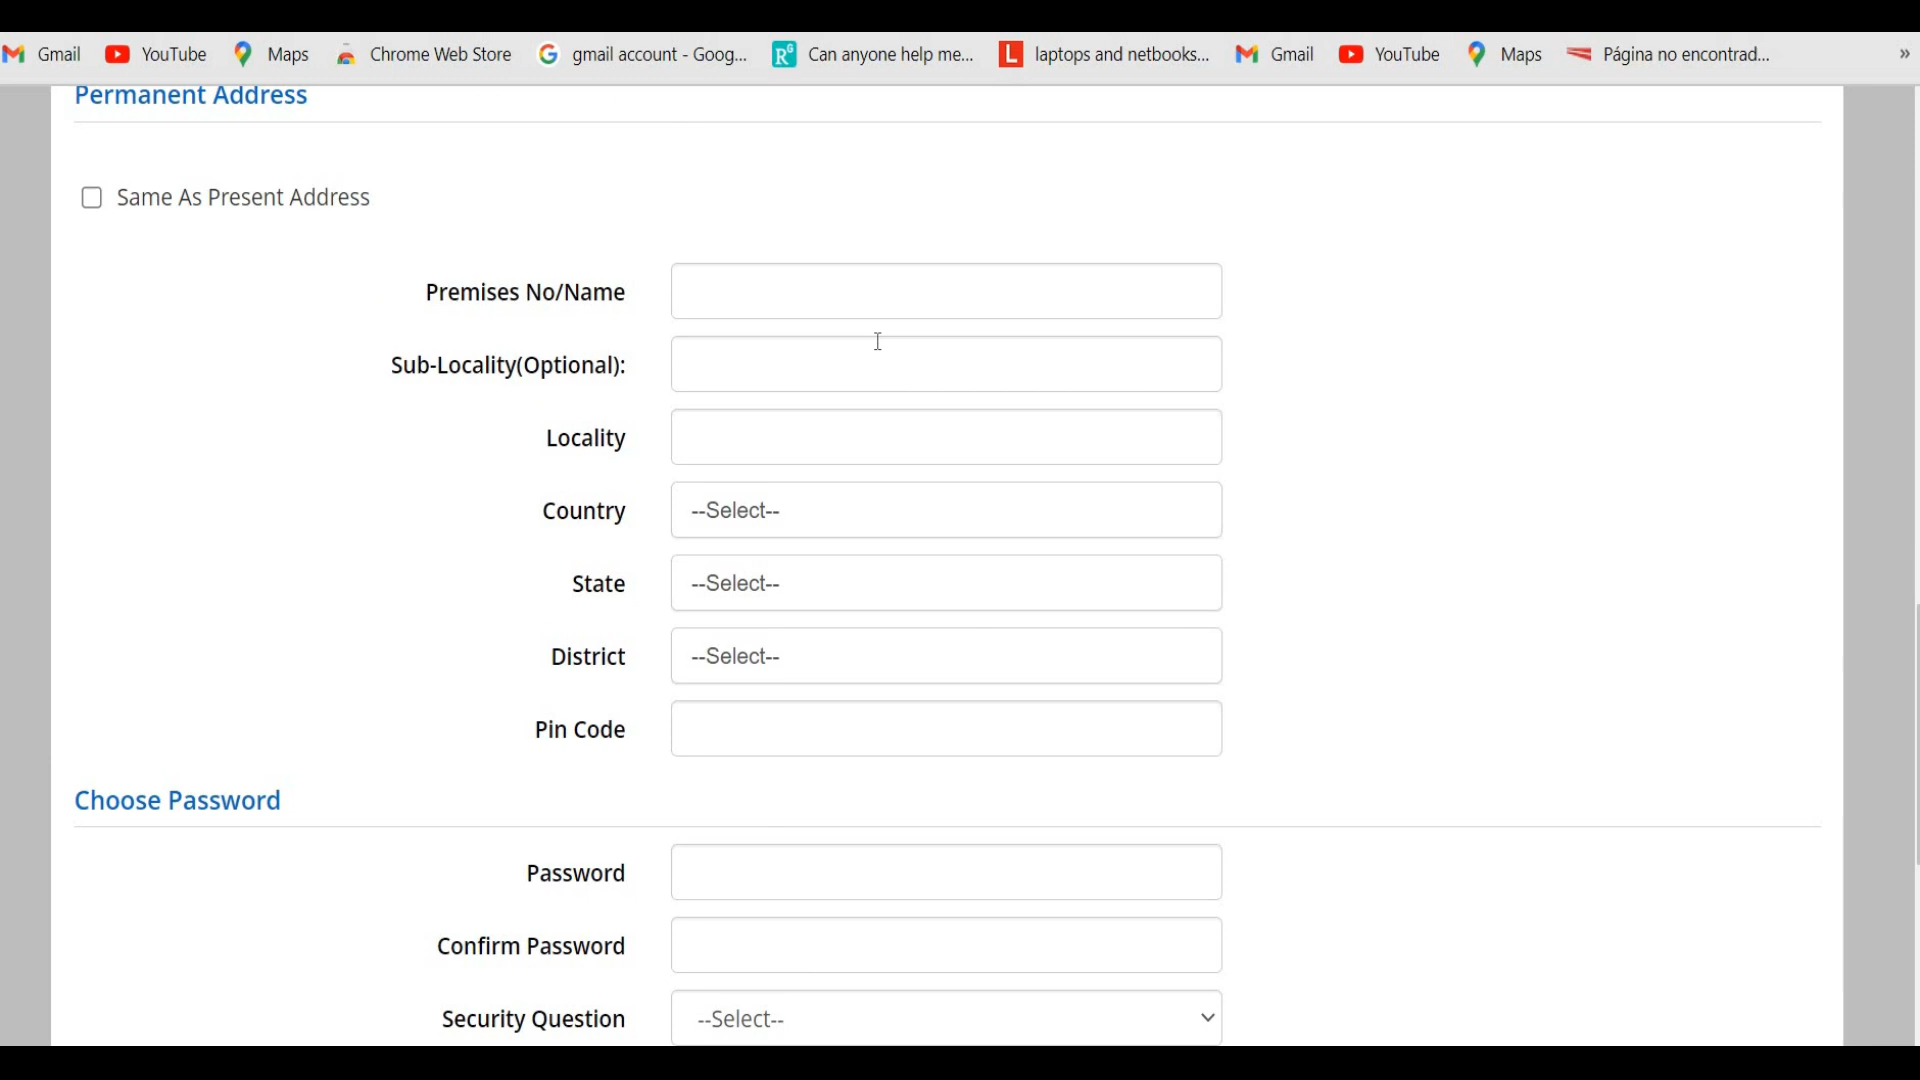 Gmail YouTube Maps Chrome Web Store gmail account - Goog... Can anyone help me... laptops and netbooks... Gmail YouTube Maps Página no encontrad... »
Permanent Address
Same As Present Address
Premises No/Name
Sub-Locality(Optional):
Locality
Country --Select--
State --Select--
District --Select--
Pin Code
Choose Password
Password
Confirm Password
Security Question --Select--